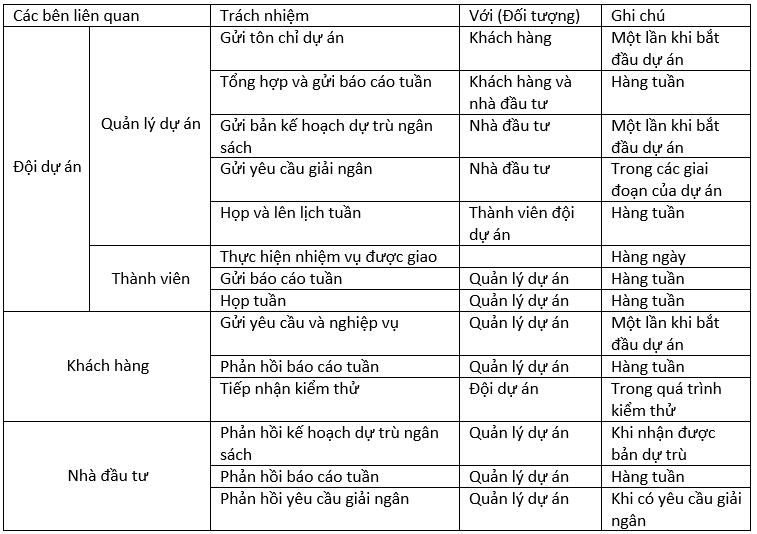 Các bên liên quan Trách nhiệm Với (Đối tượng) Ghi chú
Đội dự án
Quản lý dự án
Gửi tôn chỉ dự án Khách hàng Một lần khi bắt
đầu dự án
Tổng hợp và gửi báo cáo tuần Khách hàng và Hàng tuần
nhà đầu tư
Gửi bản kế hoạch dự trù ngân Nhà đầu tư Một lần khi bắt
sách đầu dự án
Gửi yêu cầu giải ngân Nhà đầu tư Trong các giai
đoạn của dự án
Họp và lên lịch tuần Thành viên đội Hàng tuần
dự án
Thành viên
Thực hiện nhiệm vụ được giao Hàng ngày
Gửi báo cáo tuần Quản lý dự án Hàng tuần
Họp tuần Quản lý dự án Hàng tuần
Khách hàng
Gửi yêu cầu và nghiệp vụ Quản lý dự án Một lần khi bắt
đầu dự án
Phản hồi báo cáo tuần Quản lý dự án Hàng tuần
Tiếp nhận kiểm thử Đội dự án Trong quá trình
kiểm thử
Nhà đầu tư
Phản hồi kế hoạch dự trù ngân Quản lý dự án Khi nhận được
sách bản dự trù
Phản hồi báo cáo tuần Quản lý dự án Hàng tuần
Phản hồi yêu cầu giải ngân Quản lý dự án Khi có yêu cầu giải
ngân